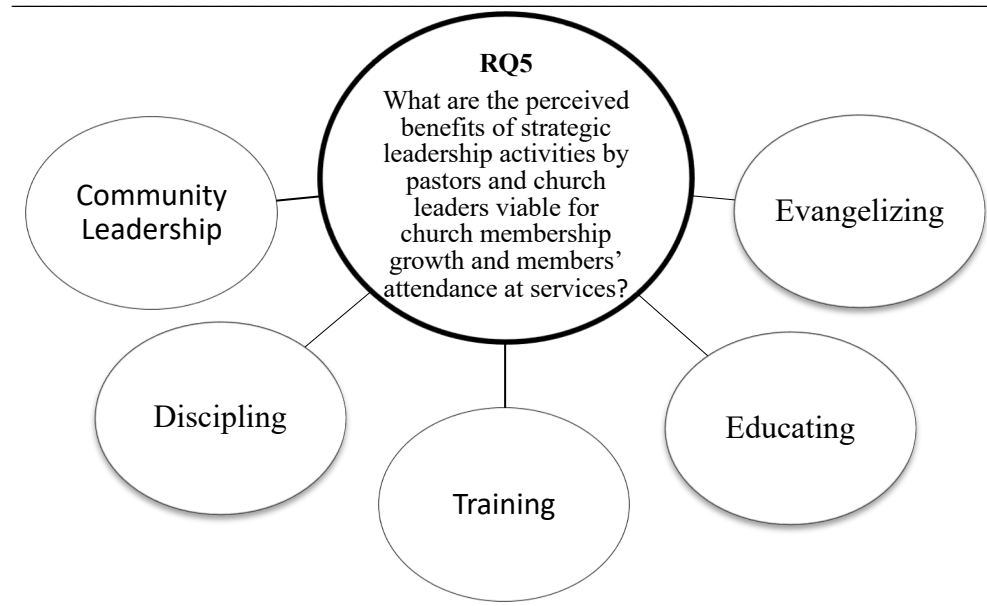 RQ5
What are the perceived
benefits of strategic
leadership activities by
pastors and church
leaders viable for
church membership
growth and members’
attendance at services?
Community
Leadership
Evangelizing
Discipling
Educating
Training